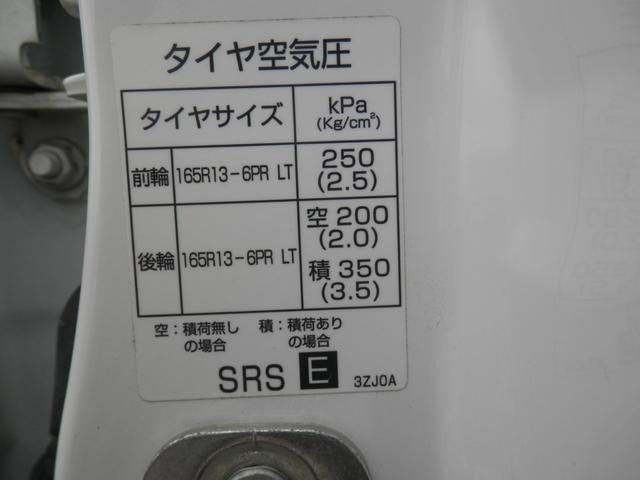 タイヤ空気圧
タイヤサイズ kPa
(Kg/cm²)
前輪 165R13-6PR LT 250
(2.5)
後輪 165R13-6PR LT 空 200
(2.0)
積 350
(3.5)
空：積荷無し 積：積荷あり
の場合 の場合
SRS E 3ZJ0A